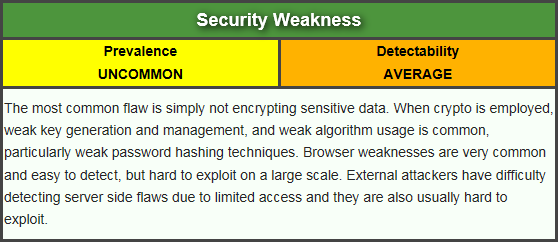 Security Weakness
Prevalence
UNCOMMON
Detectability
AVERAGE
The most common flaw is simply not encrypting sensitive data. When crypto is employed,
weak key generation and management, and weak algorithm usage is common,
particularly weak password hashing techniques. Browser weaknesses are very common
and easy to detect, but hard to exploit on a large scale. External attackers have difficulty
detecting server side flaws due to limited access and they are also usually hard to
exploit.